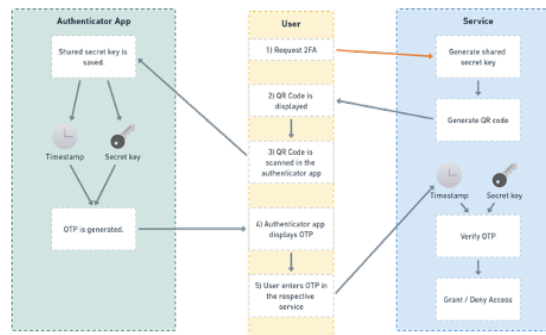 Authenticator App
User
Service
Shared secret key is
saved.
1) Request 2FA
Generate shared
secret key
2) QR Code is
displayed
Generate QR code
Timestamp
Secret key
3) QR Code is
scanned in the
authenticator app
Timestamp
Secret key
OTP is generated.
4) Authenticator app
displays OTP
Verify OTP
5) User enters OTP in
the respective
service
Grant / Deny Access